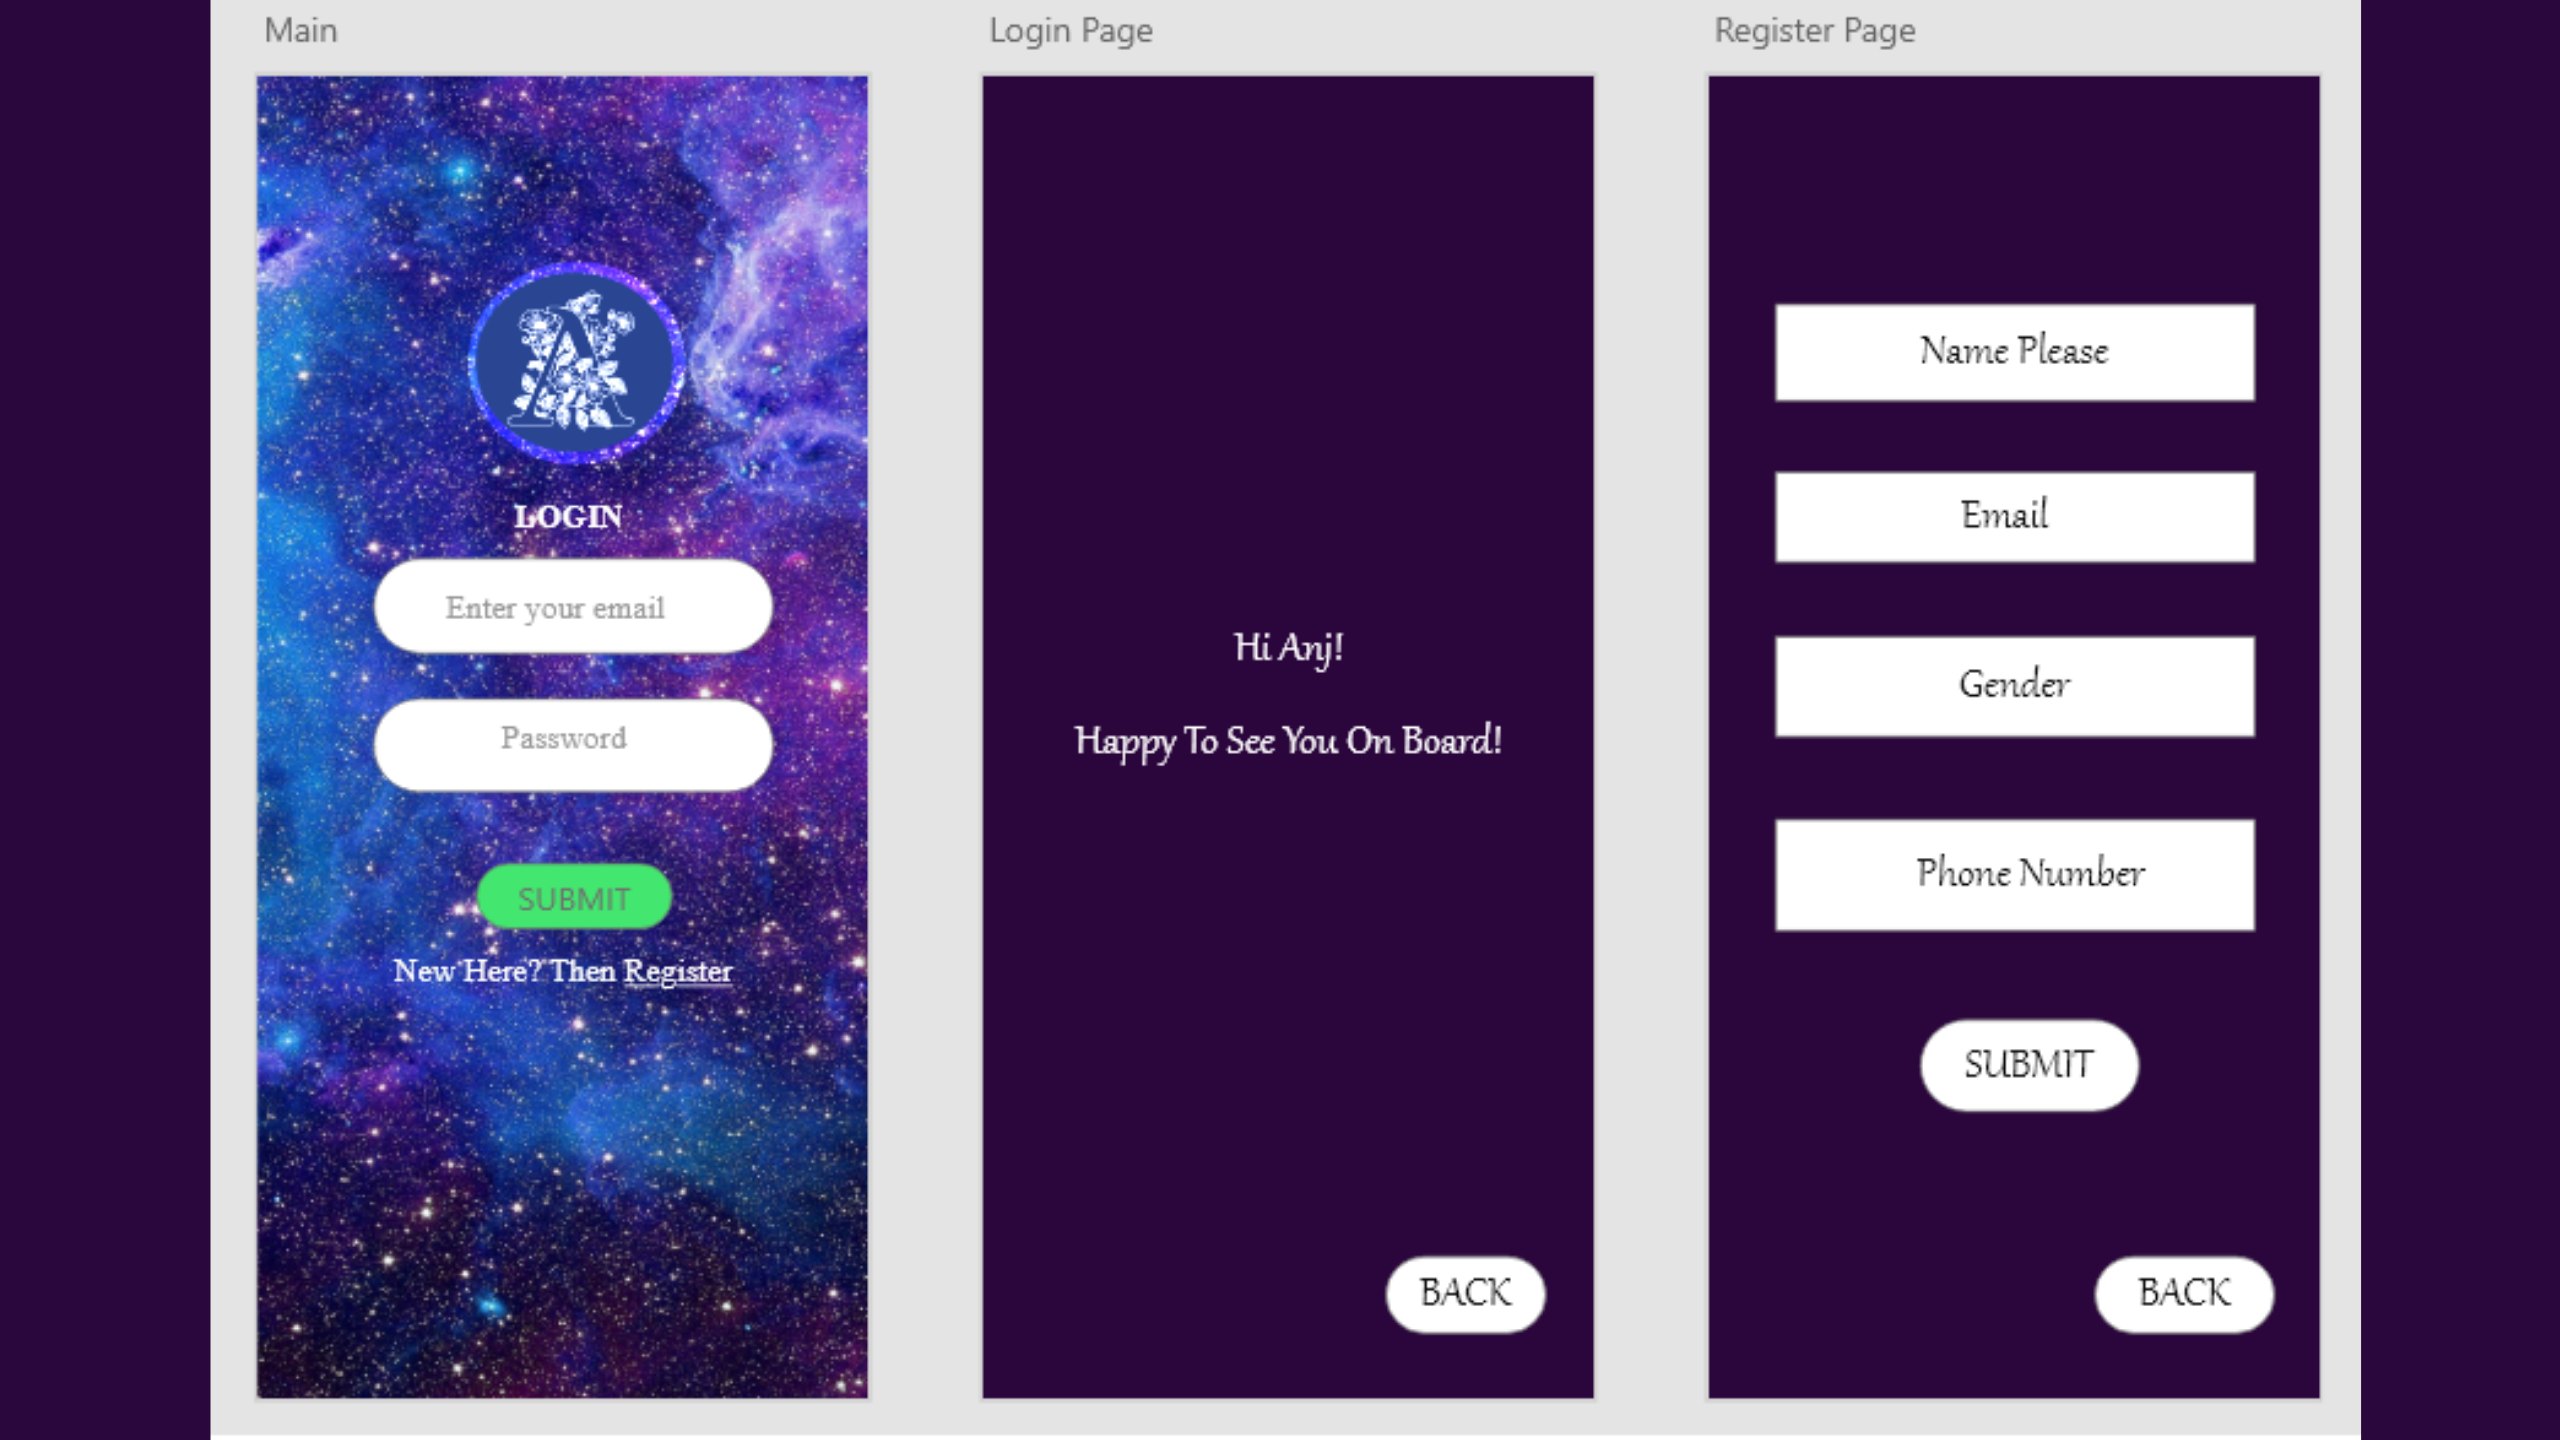 Main
A
LOGIN
Enter your email
Password
SUBMIT
New Here? Then Register
Login Page
Hi Anj!
Happy To See You On Board!
BACK
Register Page
Name Please
Email
Gender
Phone Number
SUBMIT
BACK